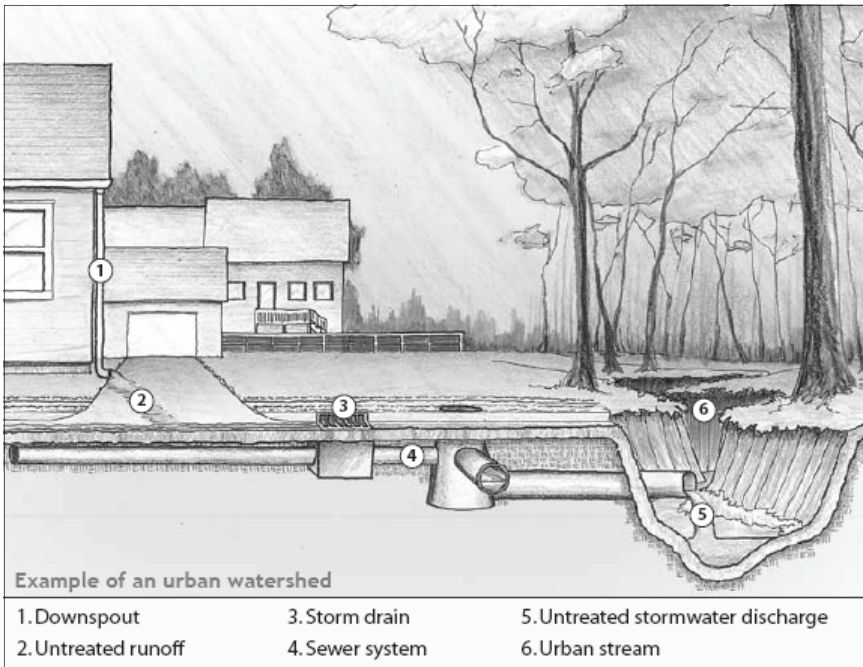 1
2
3
4
5
6
Example of an urban watershed
1. Downspout
2. Untreated runoff
3. Storm drain
4. Sewer system
5. Untreated stormwater discharge
6. Urban stream